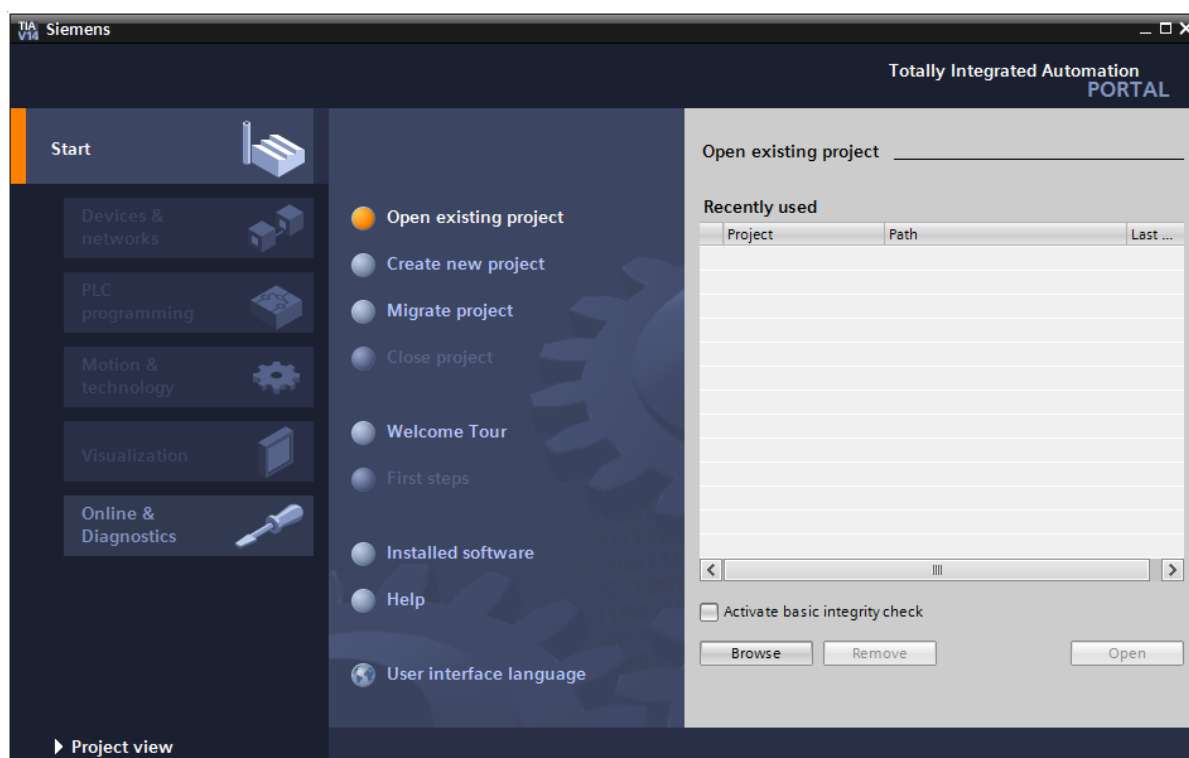 TIA
V14
Siemens
Totally Integrated Automation
PORTAL
Start
Devices &
networks
PLC
programming
Motion &
technology
Visualization
Online &
Diagnostics
Project view
Open existing project
Create new project
Migrate project
Close project
Welcome Tour
First steps
Installed software
Help
User interface language
Open existing project
Recently used
Project Path Last ...
Activate basic integrity check
Browse Remove Open